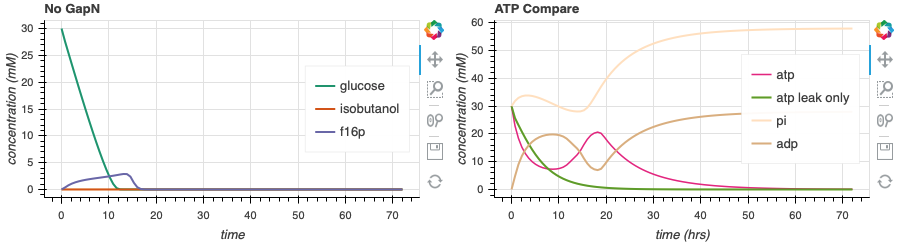 No GapN
30
25
20
15
10
5
0
concentration (mM)
glucose
isobutanol
f16p
0
10
20
30
40
50
60
70
time
ATP Compare
60
50
40
30
20
10
0
concentration (mM)
atp
atp leak only
pi
adp
0
10
20
30
40
50
60
70
time (hrs)